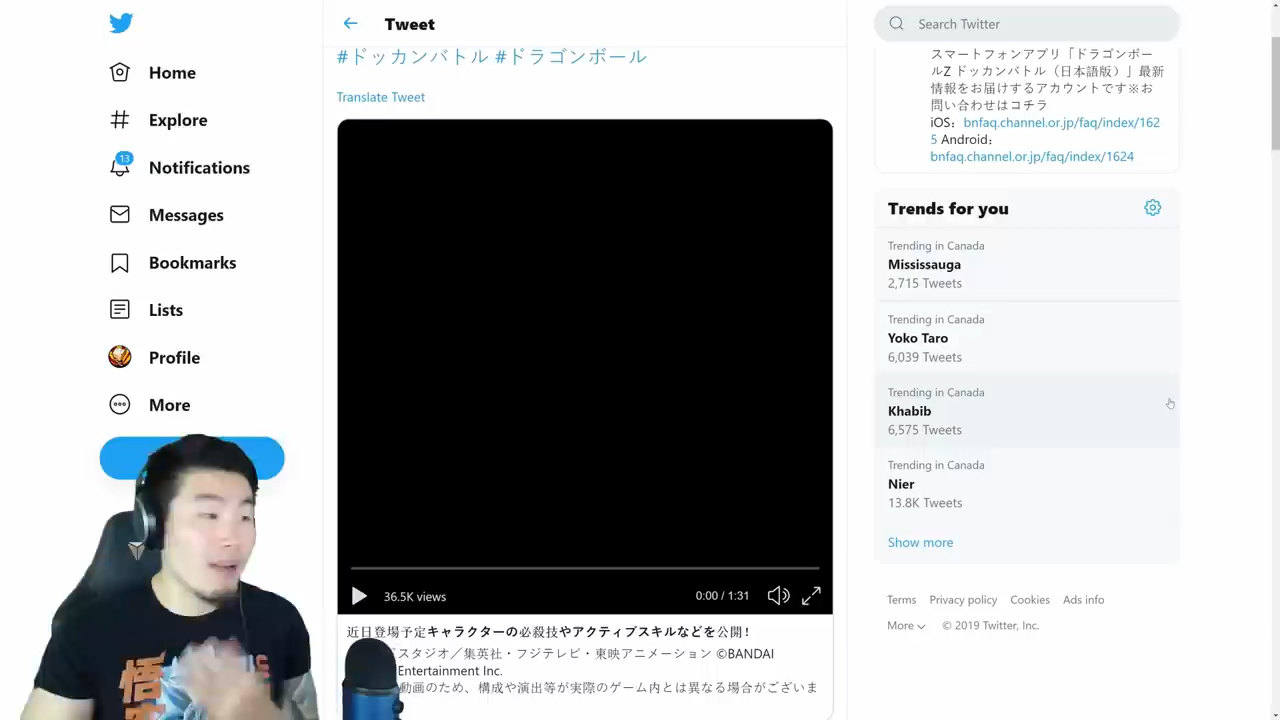 Home
Explore
13
Notifications
Messages
Bookmarks
Lists
Profile
More
Tweet
#ドッカンバトル #ドラゴンボール
Translate Tweet
36.5K views
0:00 / 1:31
近日登場予定キャラクターの必殺技やアクティブスキルなどを公開！
スタジオ／集英社・フジテレビ・東映アニメーション ©BANDAI
Entertainment Inc.
動画のため、構成や演出等が実際のゲーム内とは異なる場合がございま
悟
Search Twitter
スマートフォンアプリ「ドラゴンボー
ルZ ドッカンバトル（日本語版）」最新
情報をお届けするアカウントです※お
問い合わせはコチラ
iOS：bnfaq.channel.or.jp/faq/index/162
5 Android：
bnfaq.channel.or.jp/faq/index/1624
Trends for you
Trending in Canada
Mississauga
2,715 Tweets
Trending in Canada
Yoko Taro
6,039 Tweets
Trending in Canada
Khabib
6,575 Tweets
Trending in Canada
Nier
13.8K Tweets
Show more
Terms Privacy policy Cookies Ads info
More © 2019 Twitter, Inc.